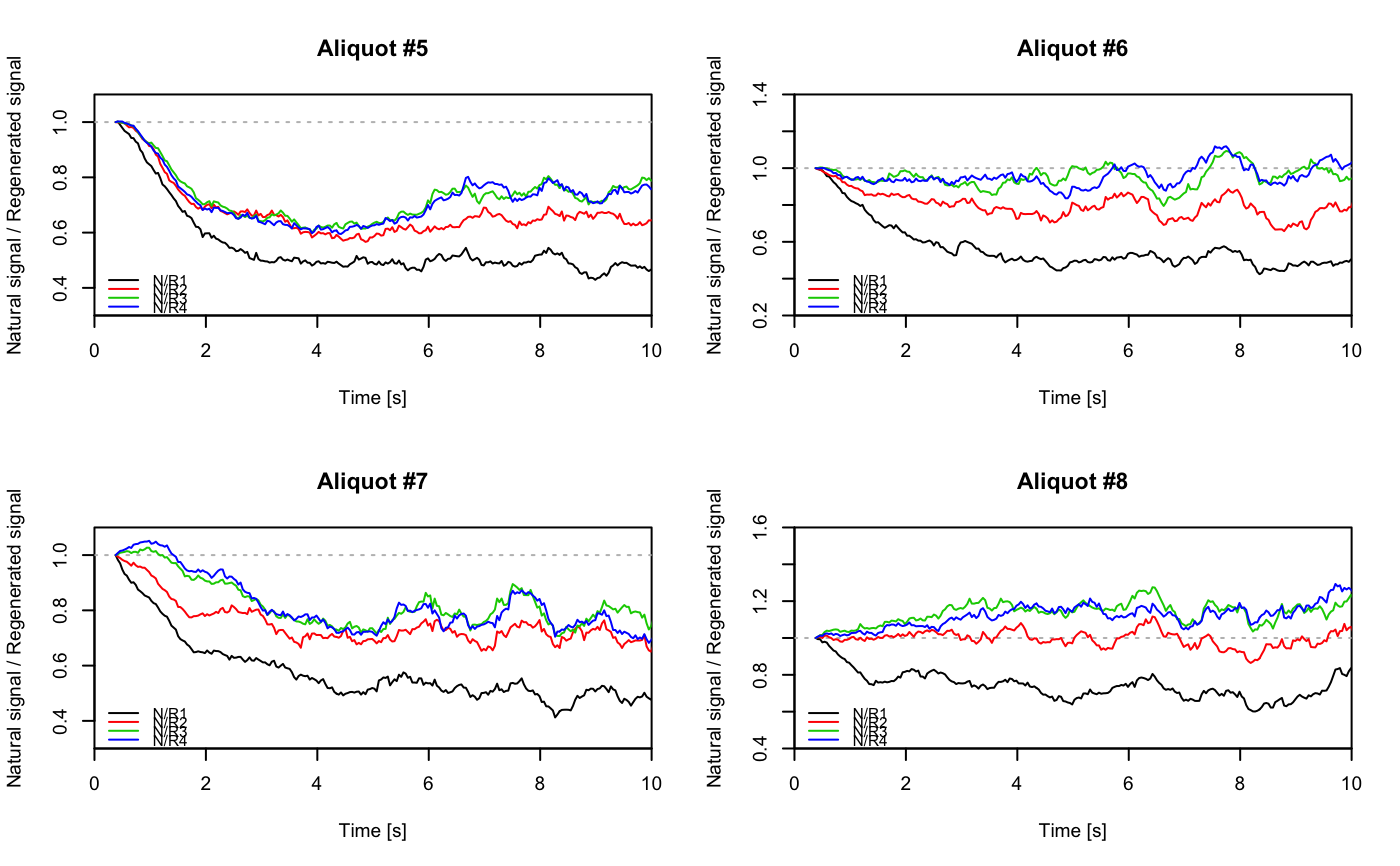 Aliquot #5
Natural signal / Regenerated signal
1.0
0.8
0.6
0.4
N/R1
N/R2
N/R3
N/R4
0 2 4 6 8 10
Time [s]
Aliquot #6
Natural signal / Regenerated signal
1.4
1.0
0.6
0.2
N/R1
N/R2
N/R3
N/R4
0 2 4 6 8 10
Time [s]
Aliquot #7
Natural signal / Regenerated signal
1.0
0.8
0.6
0.4
N/R1
N/R2
N/R3
N/R4
0 2 4 6 8 10
Time [s]
Aliquot #8
Natural signal / Regenerated signal
1.6
1.2
0.8
0.4
N/R1
N/R2
N/R3
N/R4
0 2 4 6 8 10
Time [s]